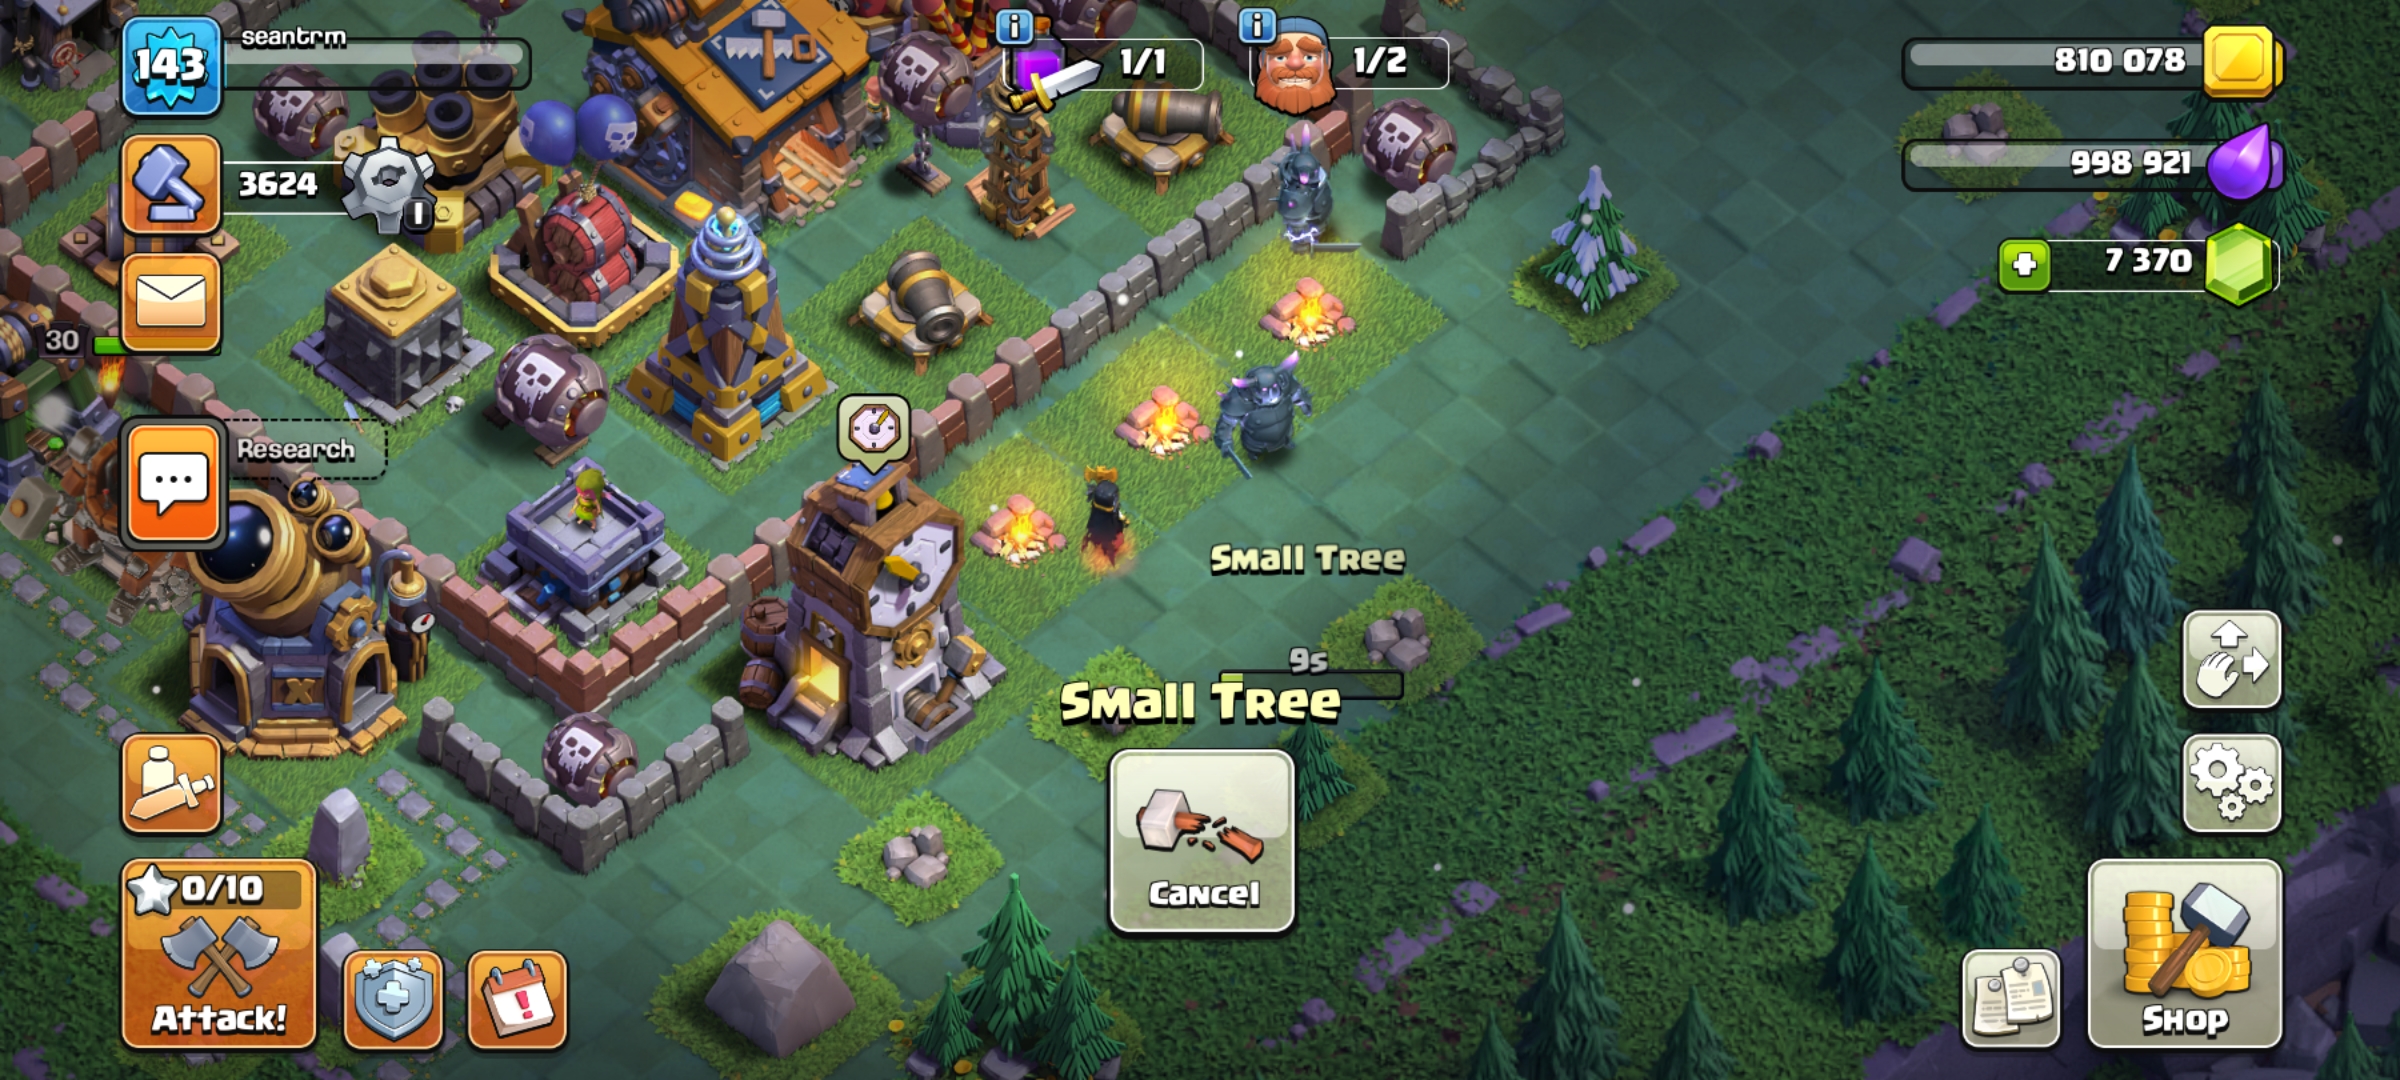 143
seantrm
1/1
1/2
810 078
3624
I
998 921
7 370
30
Research
Small Tree
9s
Small Tree
Cancel
0/10
Attack!
Shop